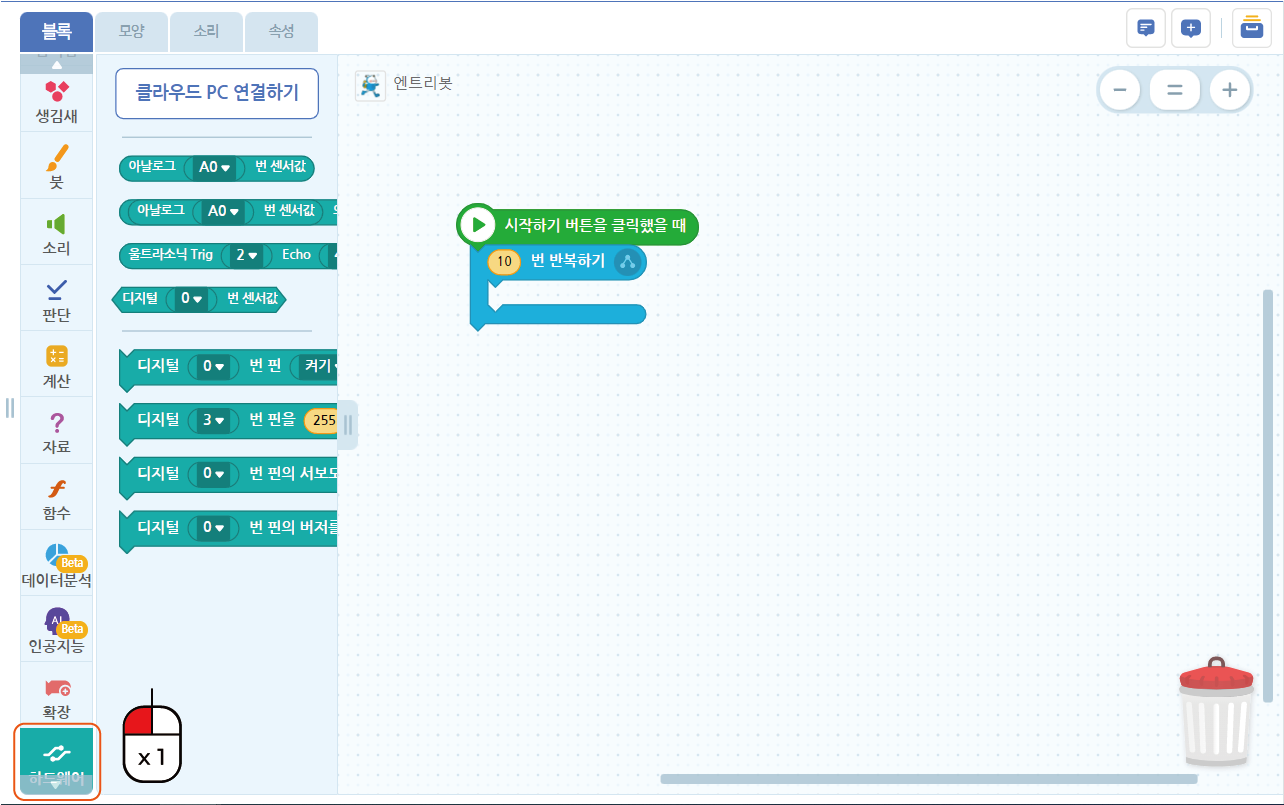 블록 모양 소리 속성
생김새
붓
소리
판단
계산
자료
함수
Beta
데이터분석
AI
Beta
인공지능
확장
하드웨어
클라우드 PC 연결하기
아날로그 A0 번 센서값
아날로그 A0 번 센서값
울트라소닉 Trig 2 Echo
디지털 0 번 센서값
디지털 0 번 핀 켜기
디지털 3 번 핀을 255
디지털 0 번 핀의 서보모
디지털 0 번 핀의 버저를
x 1
엔트리봇
시작하기 버튼을 클릭했을 때
10 번 반복하기